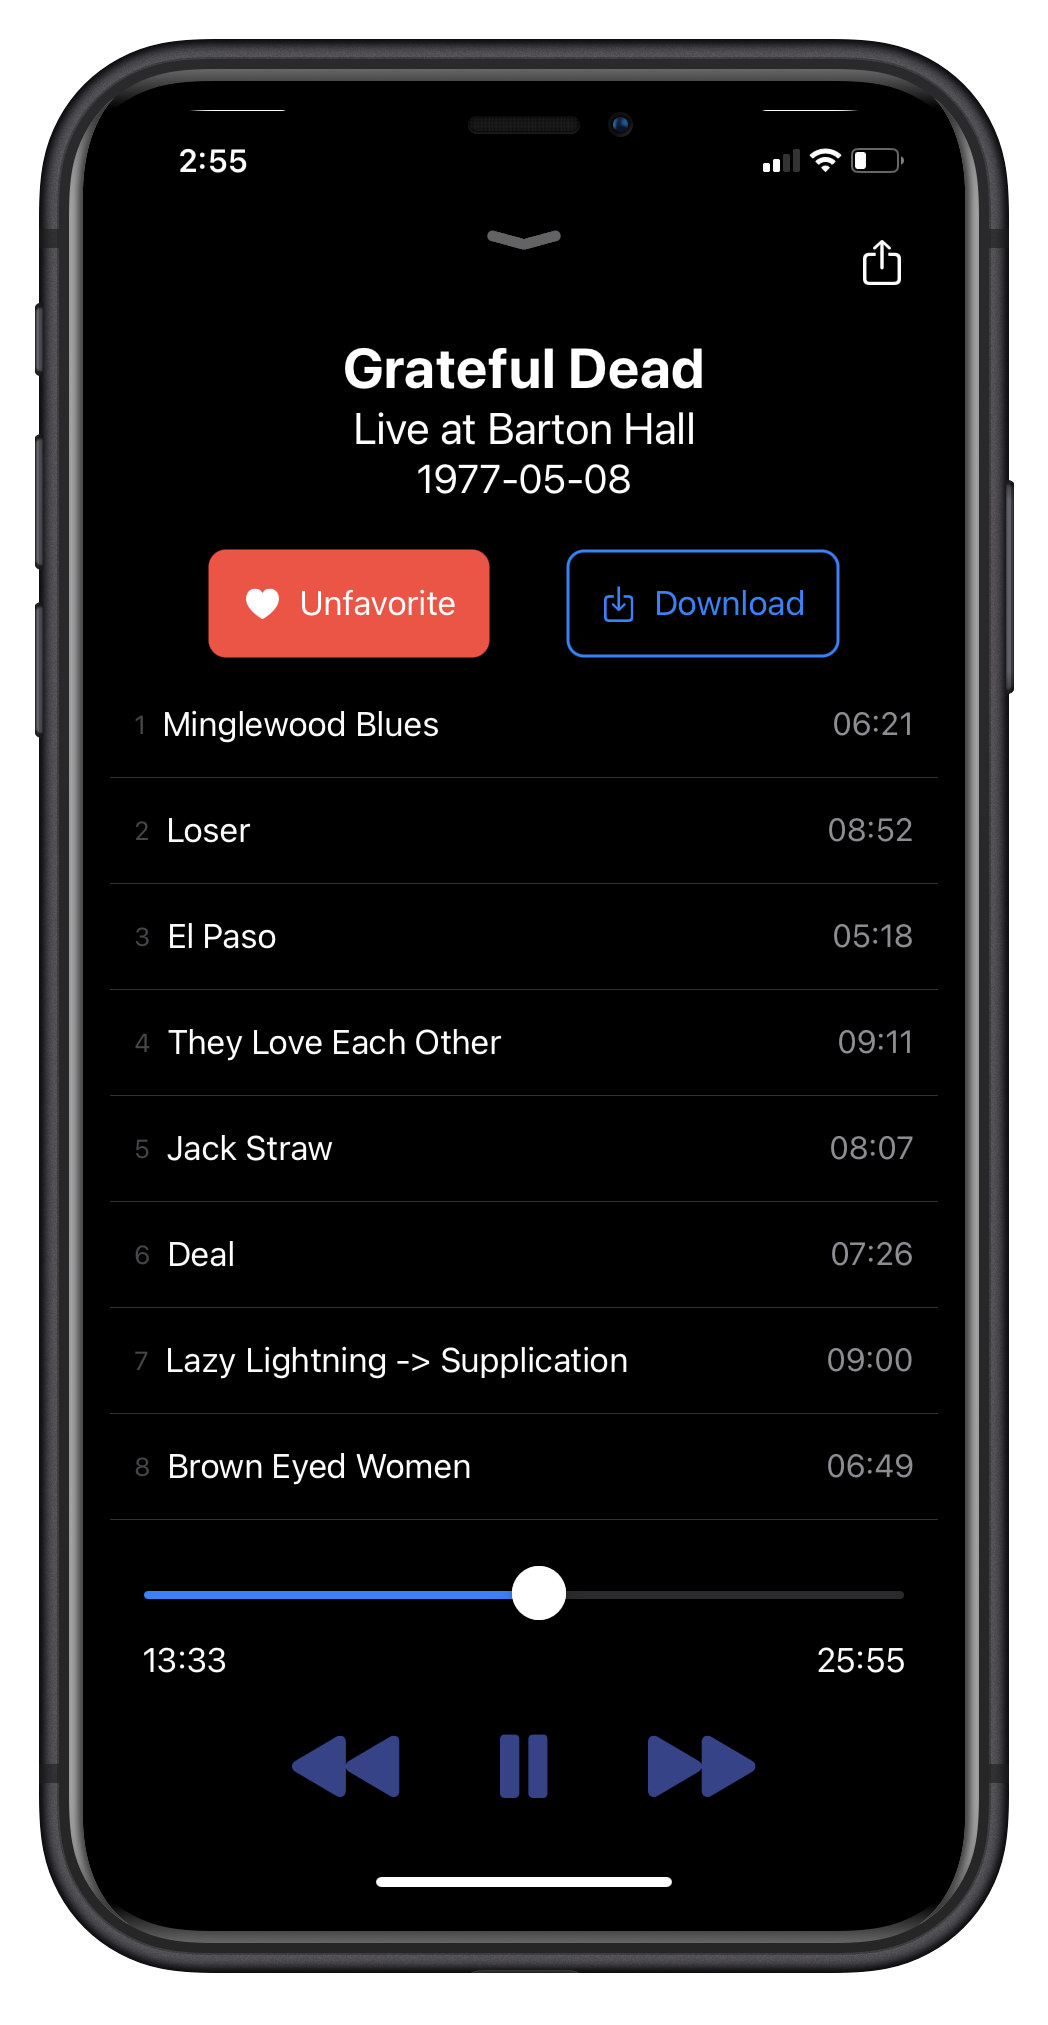 2:55
Grateful Dead
Live at Barton Hall
1977-05-08
Unfavorite Download
1 Minglewood Blues 06:21
2 Loser 08:52
3 El Paso 05:18
4 They Love Each Other 09:11
5 Jack Straw 08:07
6 Deal 07:26
7 Lazy Lightning -> Supplication 09:00
8 Brown Eyed Women 06:49
13:33 25:55